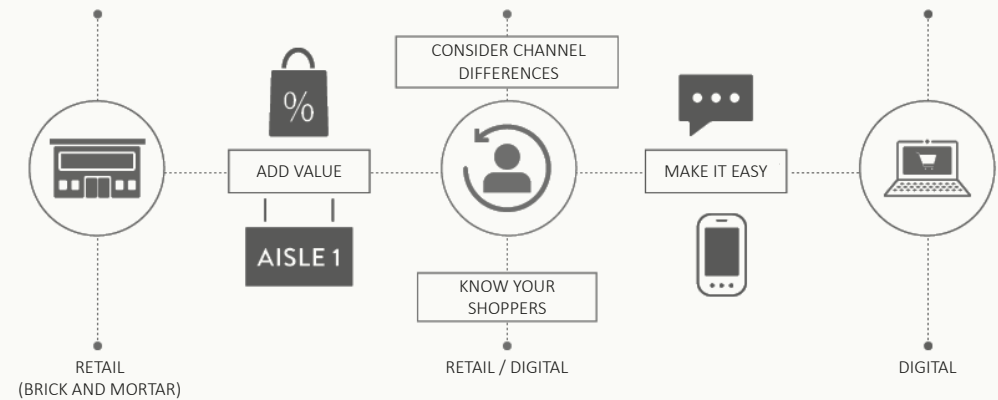 CONSIDER CHANNEL
DIFFERENCES
%
ADD VALUE
MAKE IT EASY
AISLE 1
KNOW YOUR
SHOPPERS
RETAIL
(BRICK AND MORTAR)
RETAIL / DIGITAL
DIGITAL